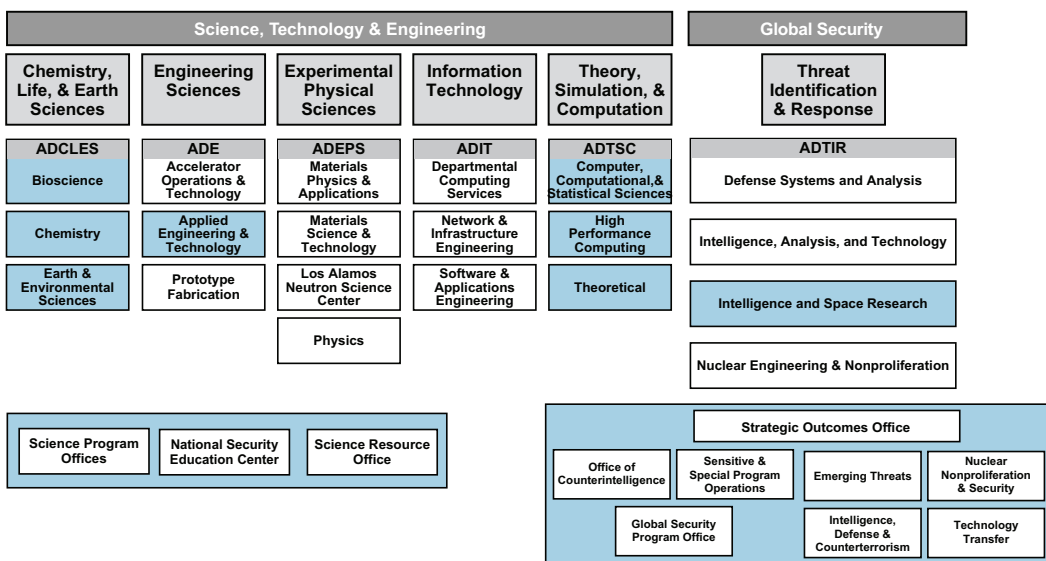 Science, Technology & Engineering
Global Security
Chemistry,
Life, & Earth
Sciences
Engineering
Sciences
Experimental
Physical
Sciences
Information
Technology
Theory,
Simulation, &
Computation
Threat
Identification
& Response
ADCLES
Bioscience
Chemistry
Earth &
Environmental
Sciences
ADE
Accelerator
Operations &
Technology
Applied
Engineering &
Technology
Prototype
Fabrication
ADEPS
Materials
Physics &
Applications
Materials
Science &
Technology
Los Alamos
Neutron Science
Center
Physics
ADIT
Departmental
Computing
Services
Network &
Infrastructure
Engineering
Software &
Applications
Engineering
ADTSC
Computer,
Computational,&
Statistical Sciences
High
Performance
Computing
Theoretical
ADTIR
Defense Systems and Analysis
Intelligence, Analysis, and Technology
Intelligence and Space Research
Nuclear Engineering & Nonproliferation
Science Program
Offices
National Security
Education Center
Science Resource
Office
Strategic Outcomes Office
Office of
Counterintelligence
Sensitive &
Special Program
Operations
Emerging Threats
Nuclear
Nonproliferation
& Security
Global Security
Program Office
Intelligence,
Defense &
Counterterrorism
Technology
Transfer